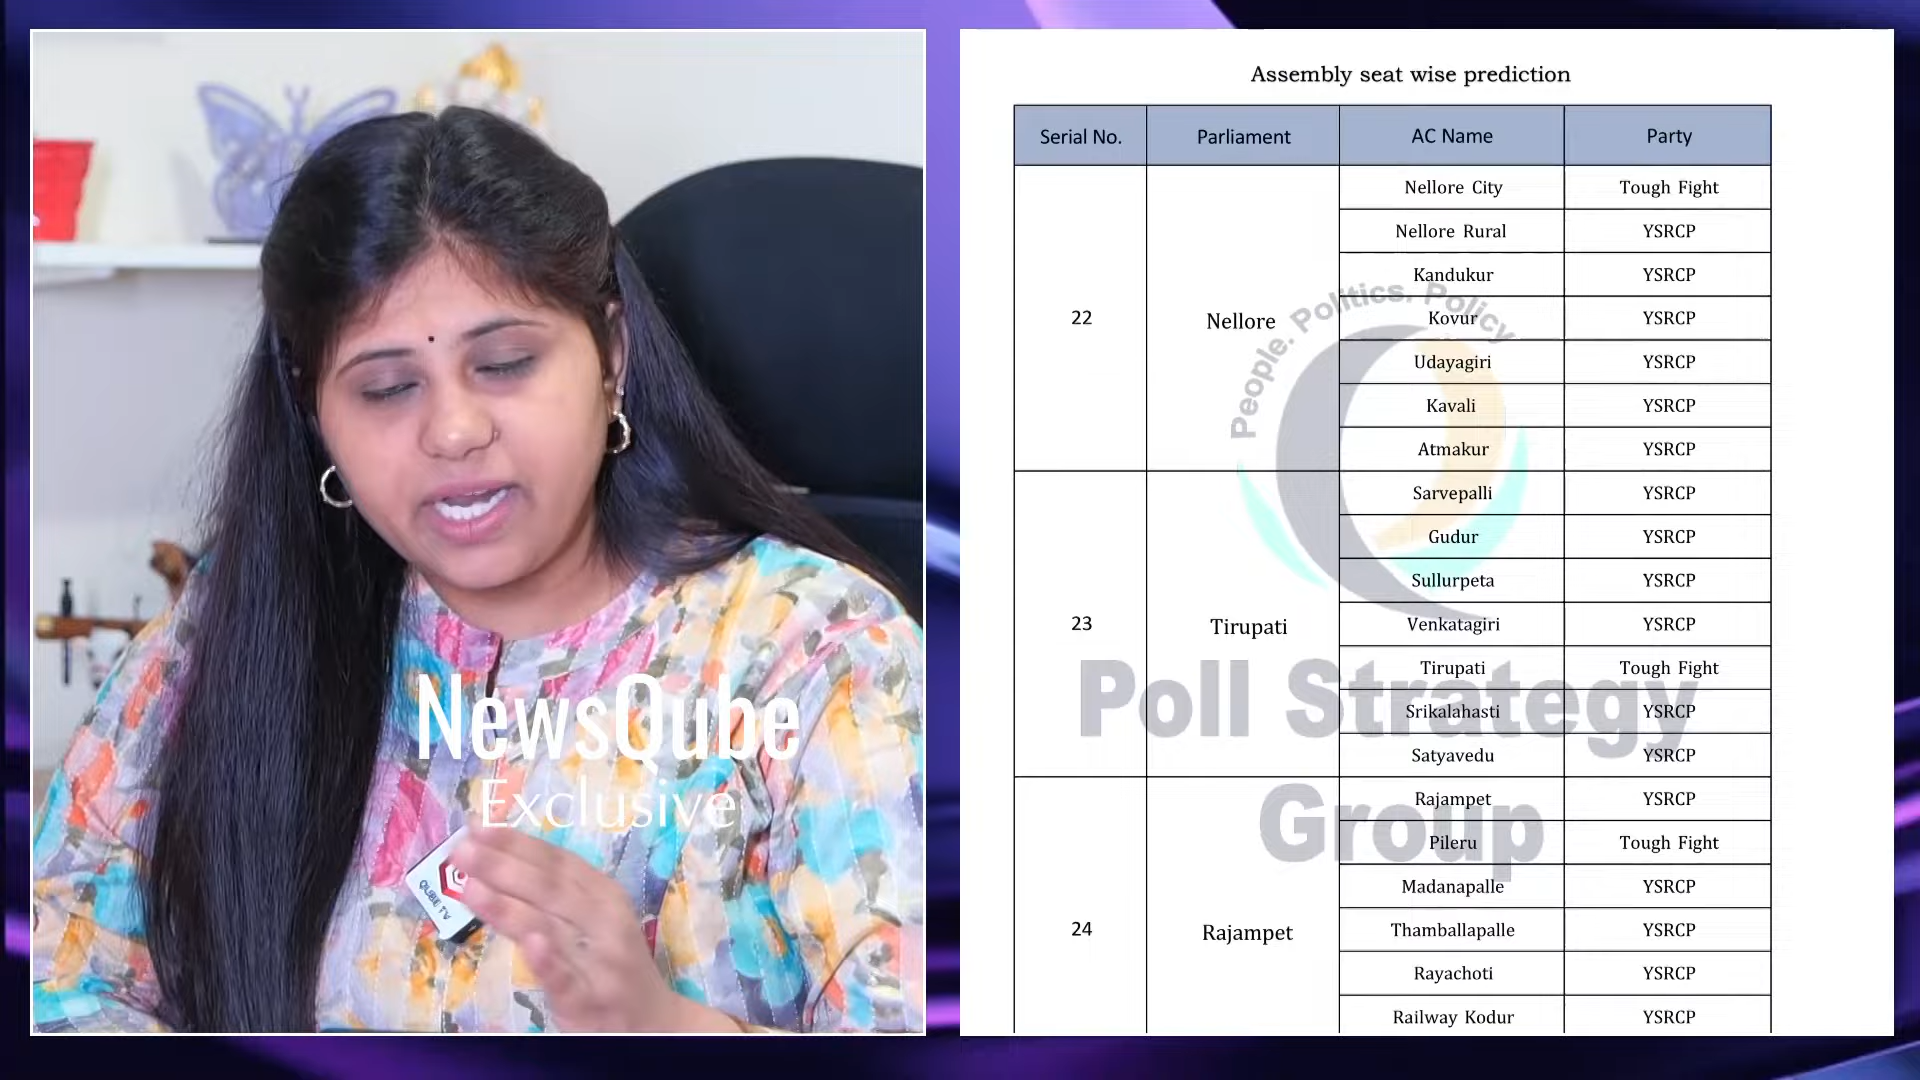 NewsQube
Exclusive
QUBE TV
Assembly seat wise prediction
Serial No. Parliament AC Name Party
22 Nellore
Nellore City Tough Fight
Nellore Rural YSRCP
Kandukur YSRCP
Kovur YSRCP
Udayagiri YSRCP
Kavali YSRCP
Atmakur YSRCP
23 Tirupati
Sarvepalli YSRCP
Gudur YSRCP
Sullurpeta YSRCP
Venkatagiri YSRCP
Tirupati Tough Fight
Srikalahasti YSRCP
Satyavedu YSRCP
24 Rajampet
Rajampet YSRCP
Pileru Tough Fight
Madanapalle YSRCP
Thamballapalle YSRCP
Rayachoti YSRCP
Railway Kodur YSRCP
People. Politics. Policy
Poll Strategy
Group